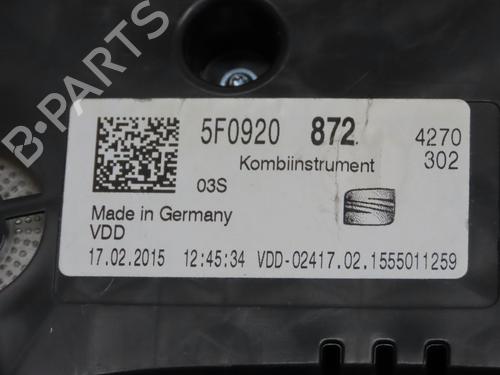 5F0920 872 4270
Kombiinstrument 302
03S
Made in Germany
VDD
17.02.2015 12:45:34 VDD-02417.02.1555011259
B-PARTS